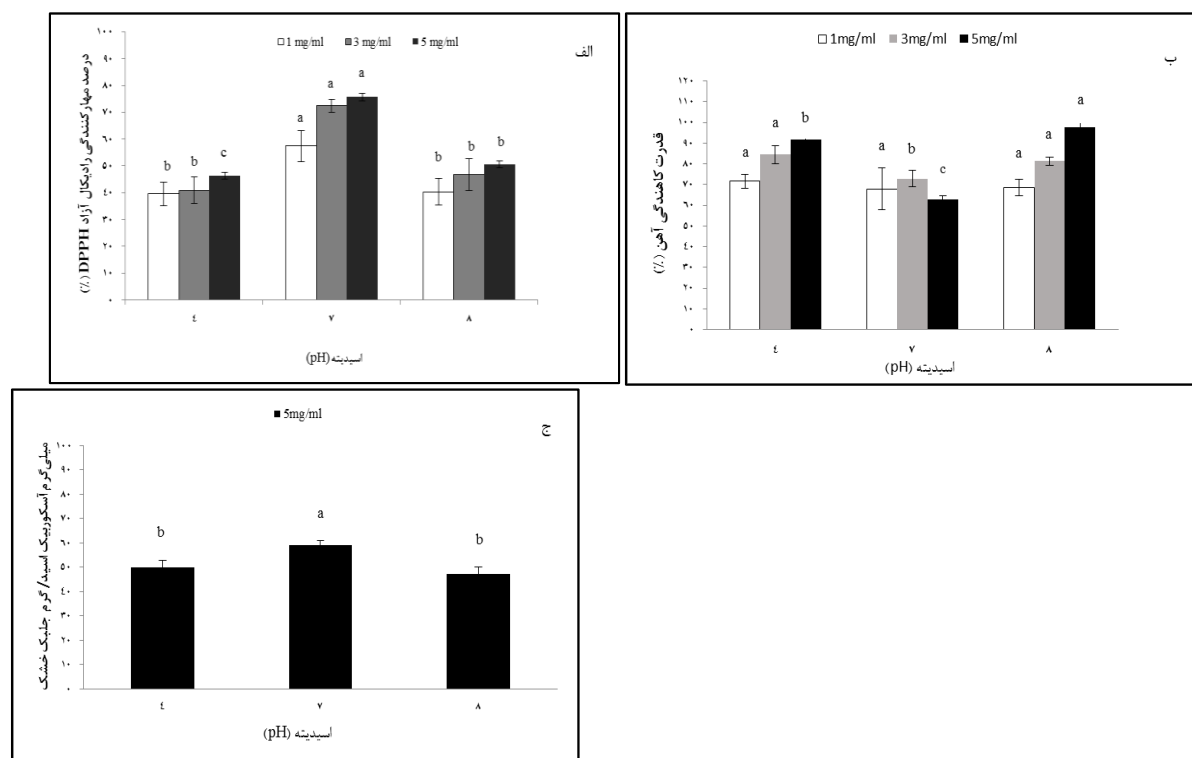 الف
1 mg/ml 3 mg/ml 5 mg/ml
درصد مهارکنندگی رادیکال آزاد DPPH (%)
۱۰۰
۹۰
۸۰
۷۰
۶۰
۵۰
۴۰
۳۰
۲۰
۱۰
۰
b b c
a a a
b b b
٤ ۷ ۸
اسیدیته (pH)
ب
1mg/ml 3mg/ml 5mg/ml
قدرت کاهندگی آهن (%)
۱۲۰
۱۱۰
۱۰۰
۹۰
۸۰
۷۰
۶۰
۵۰
۴۰
۳۰
۲۰
۱۰
۰
a a b
a b c
a a a
٤ ۷ ۸
اسیدیته (pH)
ج
5mg/ml
میلی گرم آسکوربیک اسید/ گرم جلبک خشک
۱۰۰
۹۰
۸۰
۷۰
۶۰
۵۰
۴۰
۳۰
۲۰
۱۰
۰
b a b
٤ ۷ ۸
اسیدیته (pH)